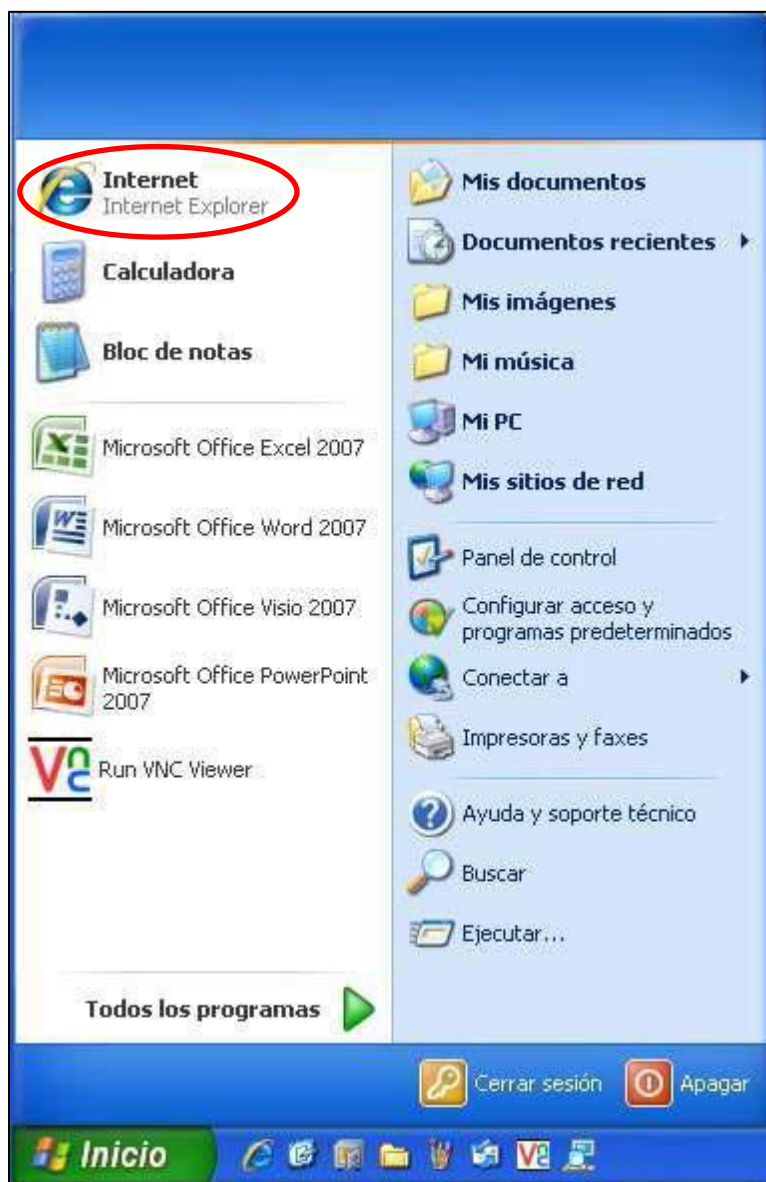 Internet
Internet Explorer
Calculadora
Bloc de notas
Microsoft Office Excel 2007
Microsoft Office Word 2007
Microsoft Office Visio 2007
Microsoft Office PowerPoint
2007
Run VNC Viewer
Todos los programas
Mis documentos
Documentos recientes
Mis imágenes
Mi música
Mi PC
Mis sitios de red
Panel de control
Configurar acceso y
programas predeterminados
Conectar a
Impresoras y faxes
Ayuda y soporte técnico
Buscar
Ejecutar...
Cerrar sesión
Apagar
Inicio